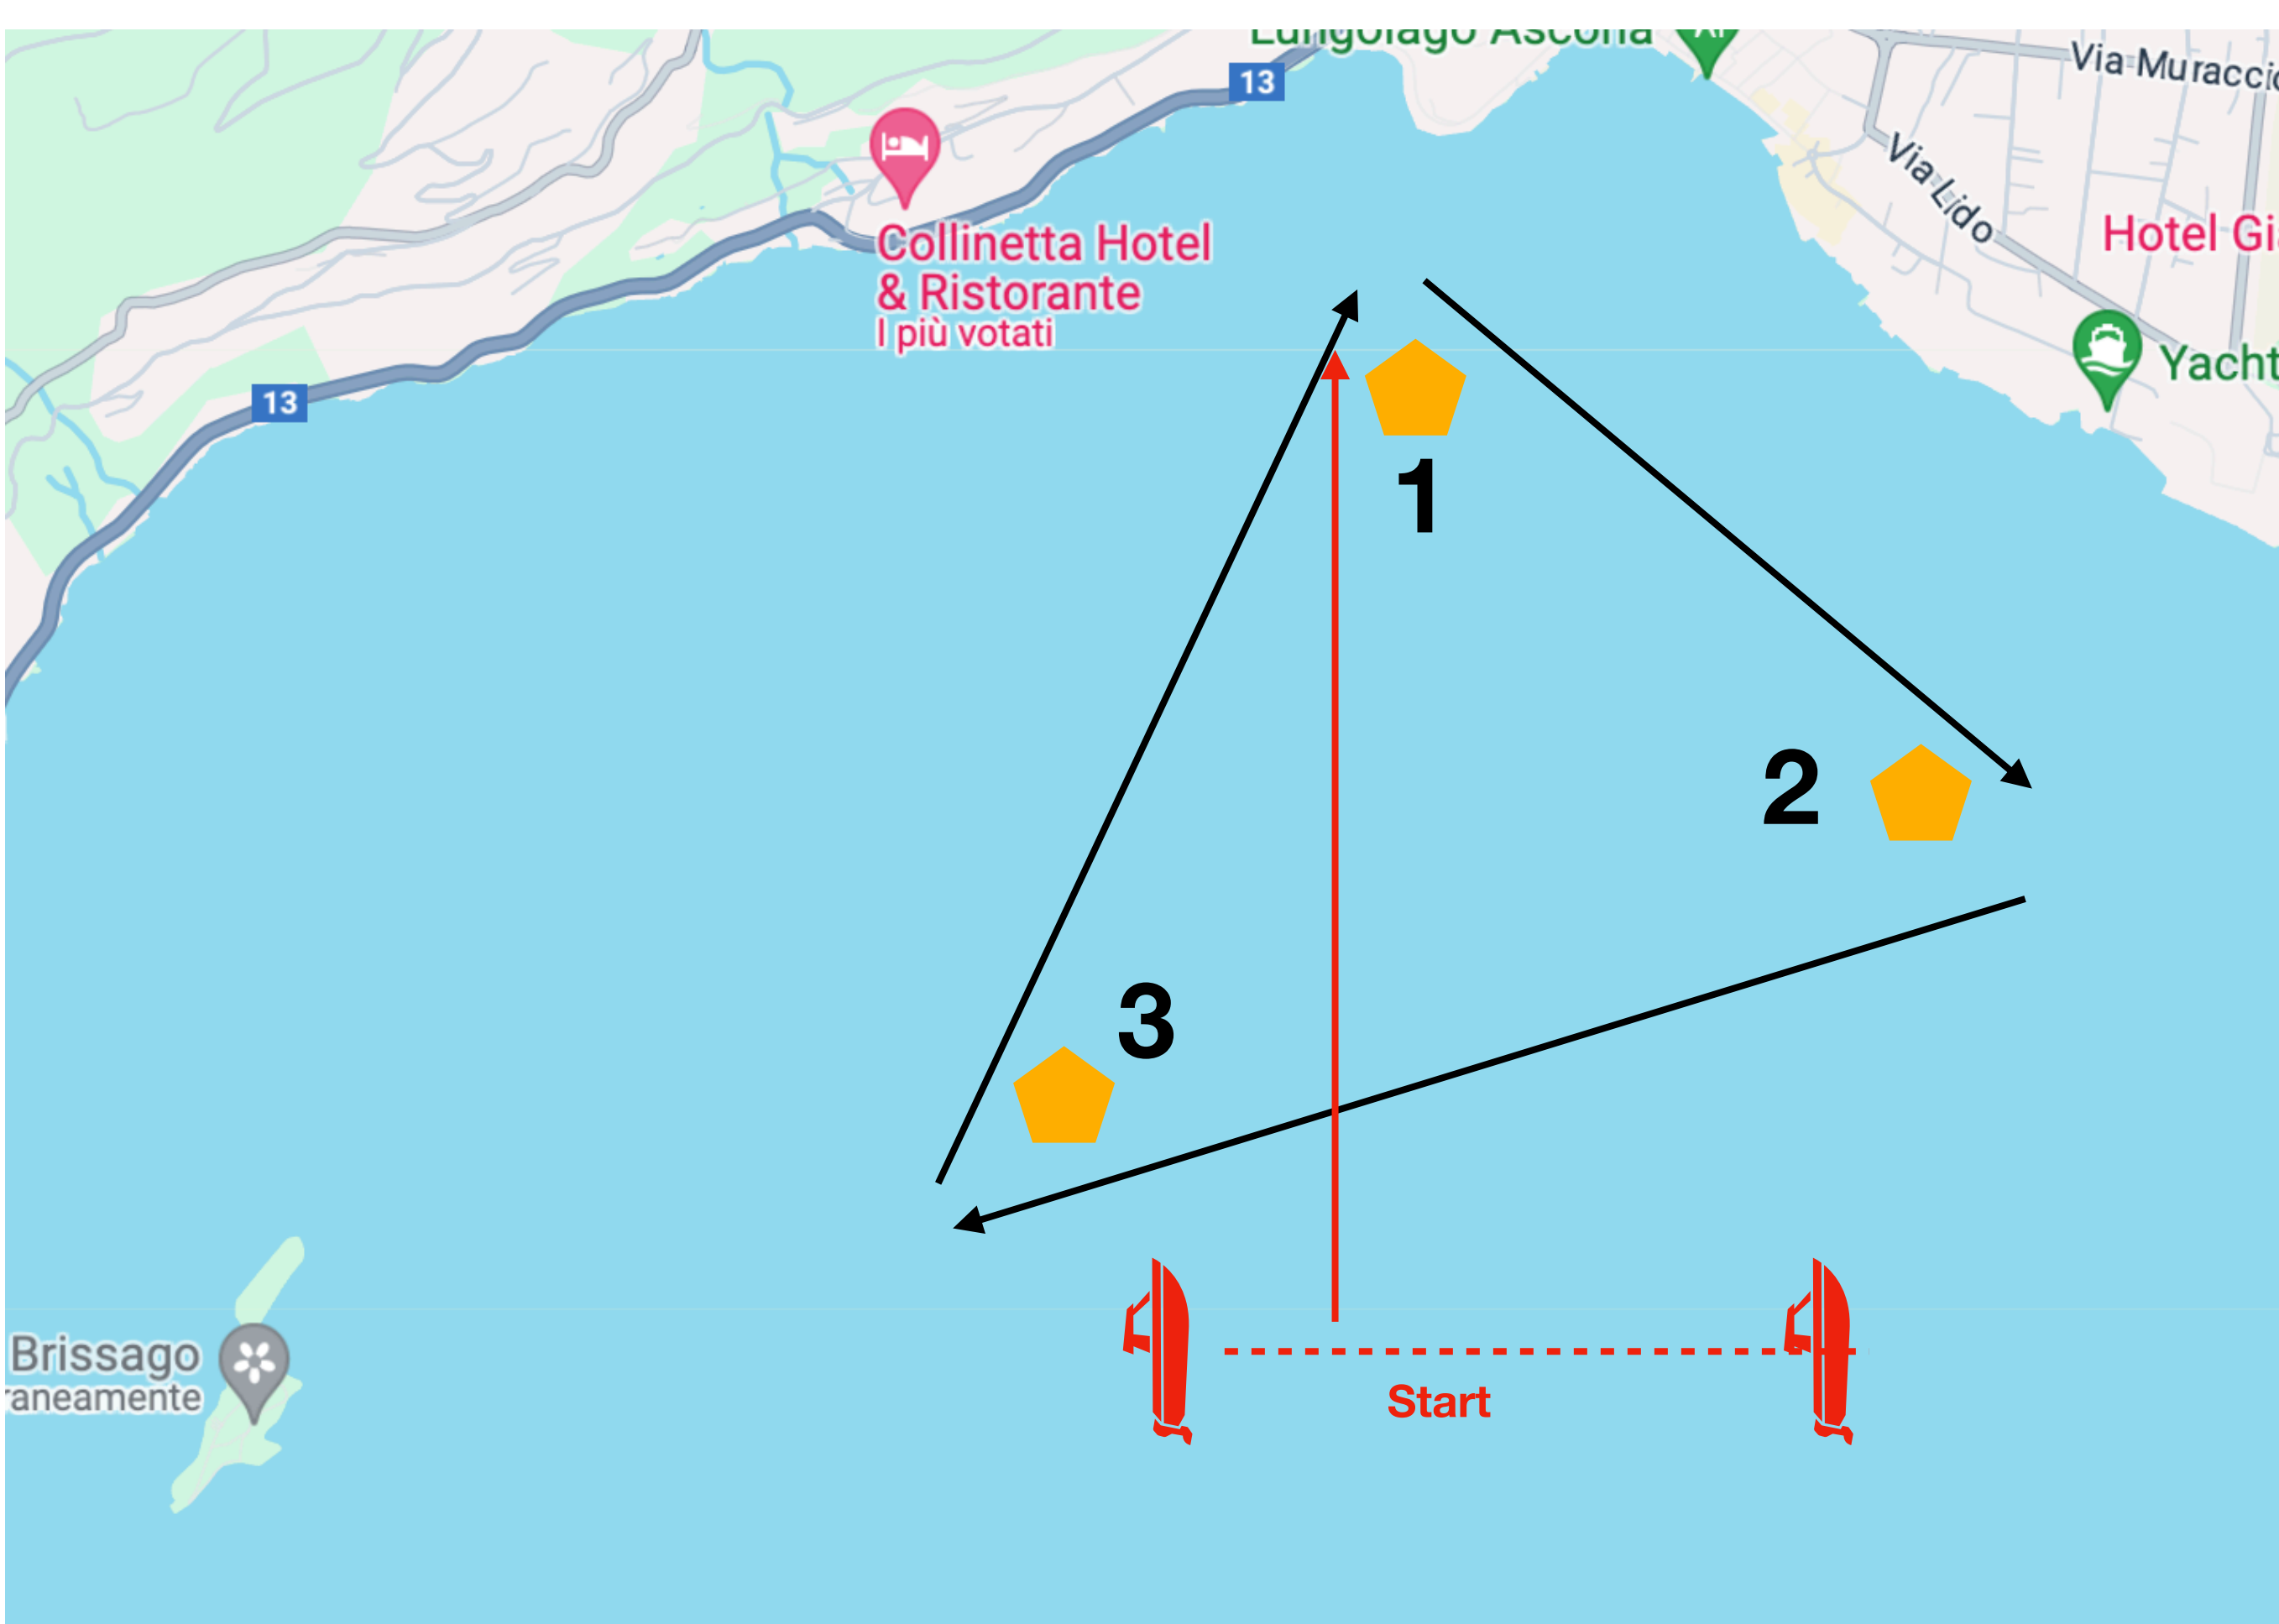 Lungolago Ascona
13
Via Muraccio
Via Lido
Collinetta Hotel
& Ristorante
I più votati
Hotel Gi
Yacht
13
1
2
3
Brissago
raneamente
Start